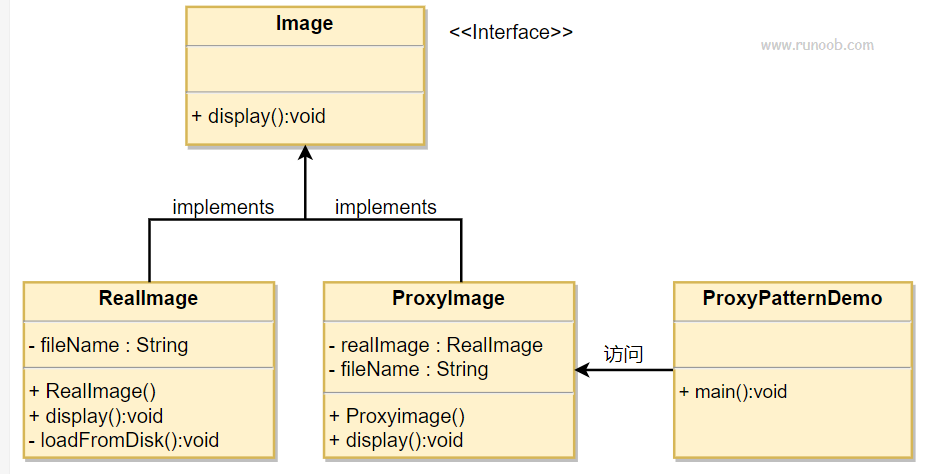 Image
<<Interface>>
www.runoob.com
+ display():void
implements
implements
RealImage
- fileName : String
+ RealImage()
+ display():void
- loadFromDisk():void
ProxyImage
- realImage : RealImage
- fileName : String
+ Proxyimage()
+ display():void
访问
ProxyPatternDemo
+ main():void